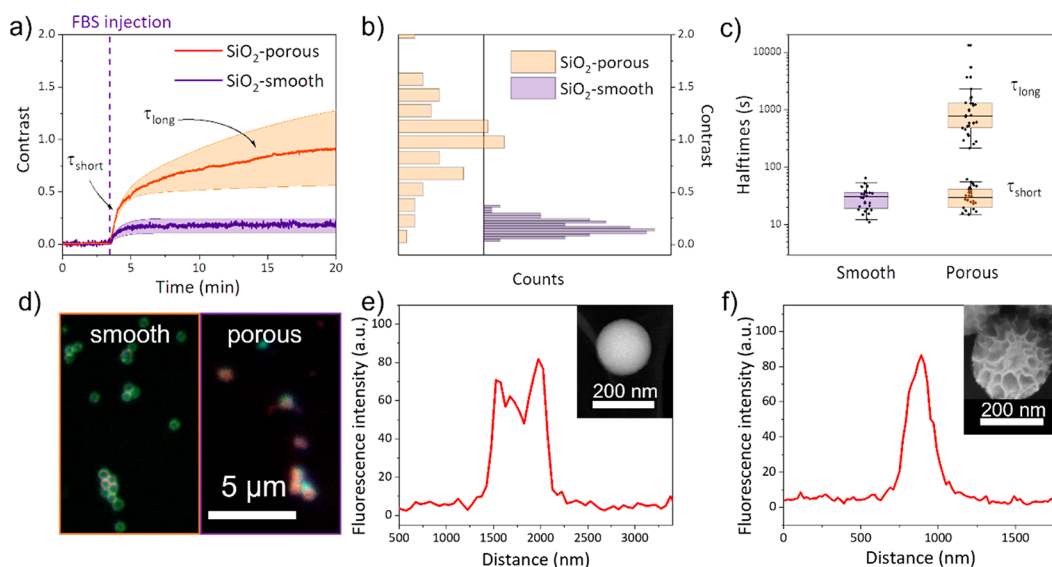 FBS injection
a)
2.0
1.5
1.0
0.5
0.0
Contrast
SiO₂-porous
SiO₂-smooth
τlong
τshort
0 5 10 15 20
Time (min)
b)
SiO₂-porous
SiO₂-smooth
2.0
1.5
1.0
0.5
0.0
Contrast
Counts
c)
10000
1000
100
10
Halftimes (s)
τlong
τshort
Smooth Porous
d)
smooth porous
5 µm
e)
100
80
60
40
20
0
Fluorescence intensity (a.u.)
200 nm
500 1000 1500 2000 2500 3000
Distance (nm)
f)
100
80
60
40
20
0
Fluorescence intensity (a.u.)
200 nm
0 500 1000 1500
Distance (nm)